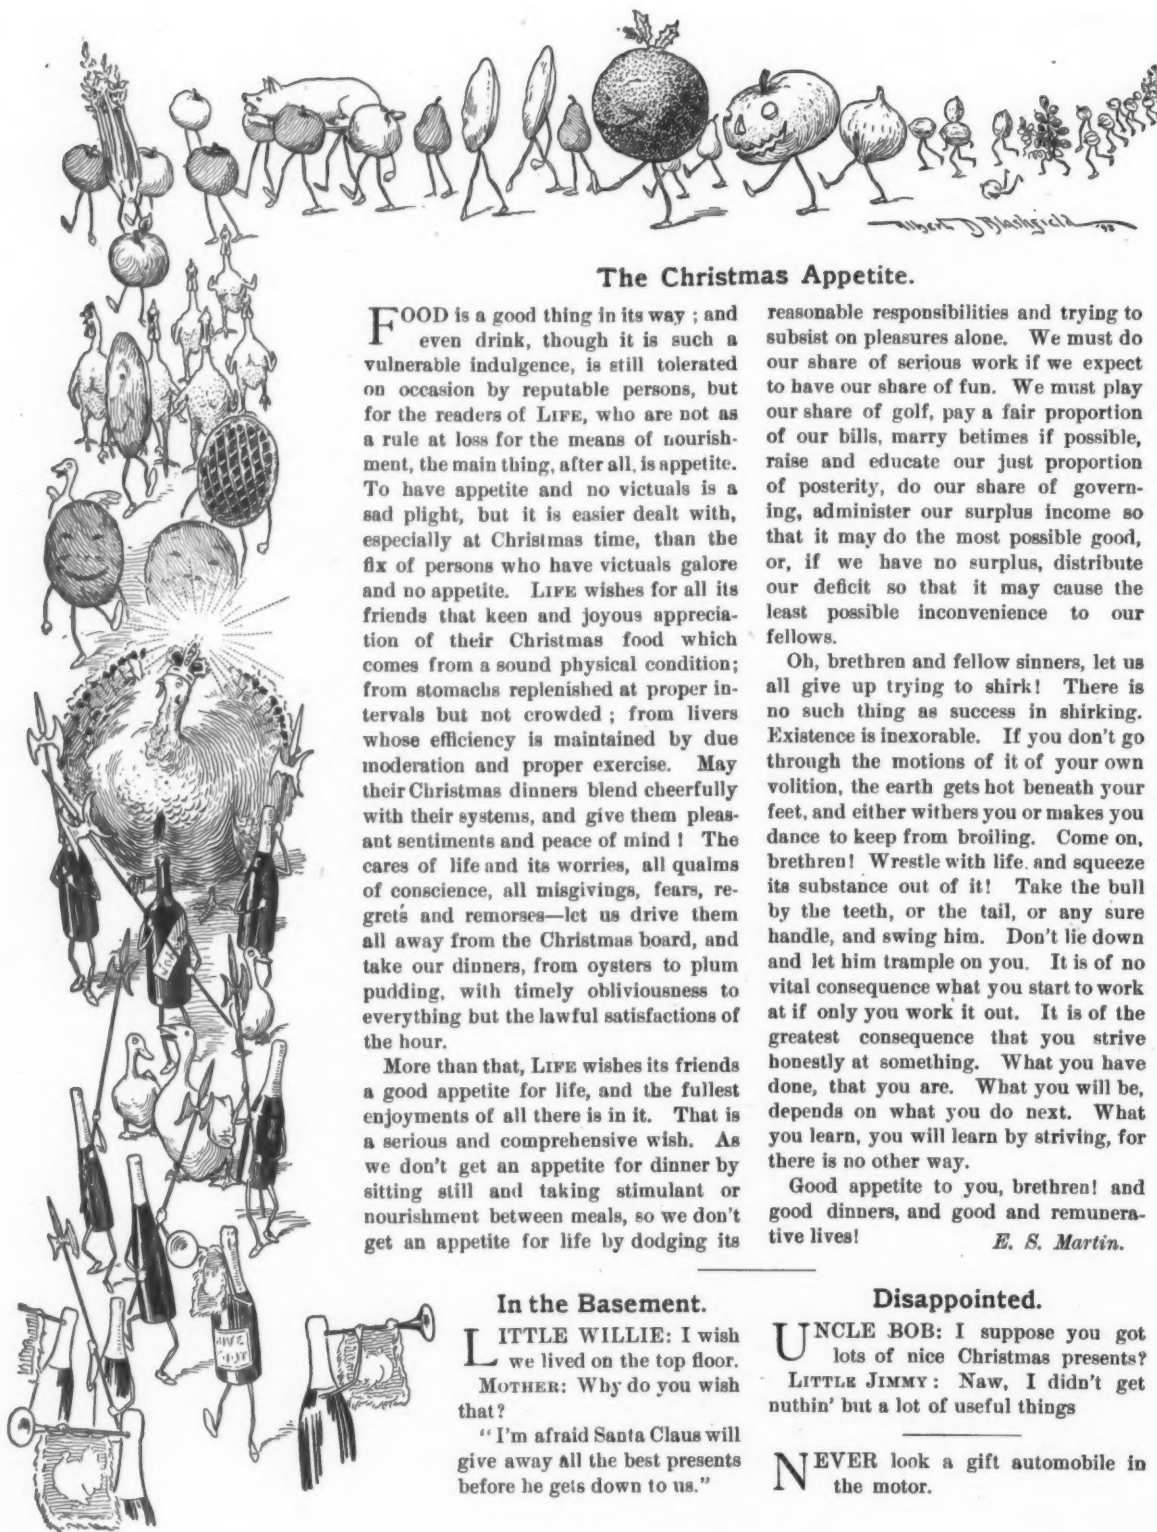 Albert D Blashfield '98
The Christmas Appetite.
FOOD is a good thing in its way ; and
even drink, though it is such a
vulnerable indulgence, is still tolerated
on occasion by reputable persons, but
for the readers of LIFE, who are not as
a rule at loss for the means of nourish-
ment, the main thing, after all, is appetite.
To have appetite and no victuals is a
sad plight, but it is easier dealt with,
especially at Christmas time, than the
fix of persons who have victuals galore
and no appetite. LIFE wishes for all its
friends that keen and joyous apprecia-
tion of their Christmas food which
comes from a sound physical condition;
from stomachs replenished at proper in-
tervals but not crowded ; from livers
whose efficiency is maintained by due
moderation and proper exercise. May
their Christmas dinners blend cheerfully
with their systems, and give them pleas-
ant sentiments and peace of mind ! The
cares of life and its worries, all qualms
of conscience, all misgivings, fears, re-
grets and remorses—let us drive them
all away from the Christmas board, and
take our dinners, from oysters to plum
pudding, with timely obliviousness to
everything but the lawful satisfactions of
the hour.
More than that, LIFE wishes its friends
a good appetite for life, and the fullest
enjoyments of all there is in it. That is
a serious and comprehensive wish. As
we don't get an appetite for dinner by
sitting still and taking stimulant or
nourishment between meals, so we don't
get an appetite for life by dodging its
reasonable responsibilities and trying to
subsist on pleasures alone. We must do
our share of serious work if we expect
to have our share of fun. We must play
our share of golf, pay a fair proportion
of our bills, marry betimes if possible,
raise and educate our just proportion
of posterity, do our share of govern-
ing, administer our surplus income so
that it may do the most possible good,
or, if we have no surplus, distribute
our deficit so that it may cause the
least possible inconvenience to our
fellows.
Oh, brethren and fellow sinners, let us
all give up trying to shirk! There is
no such thing as success in shirking.
Existence is inexorable. If you don't go
through the motions of it of your own
volition, the earth gets hot beneath your
feet, and either withers you or makes you
dance to keep from broiling. Come on,
brethren! Wrestle with life. and squeeze
its substance out of it! Take the bull
by the teeth, or the tail, or any sure
handle, and swing him. Don't lie down
and let him trample on you. It is of no
vital consequence what you start to work
at if only you work it out. It is of the
greatest consequence that you strive
honestly at something. What you have
done, that you are. What you will be,
depends on what you do next. What
you learn, you will learn by striving, for
there is no other way.
Good appetite to you, brethren! and
good dinners, and good and remunera-
tive lives! E. S. Martin.
In the Basement.
LITTLE WILLIE: I wish
we lived on the top floor.
MOTHER: Why do you wish
that?
"I'm afraid Santa Claus will
give away all the best presents
before he gets down to us."
Disappointed.
UNCLE BOB: I suppose you got
lots of nice Christmas presents?
LITTLE JIMMY: Naw, I didn't get
nuthin' but a lot of useful things
NEVER look a gift automobile in
the motor.